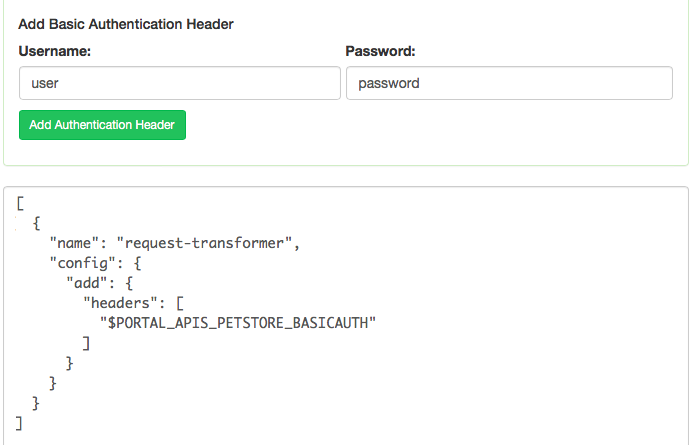 Add Basic Authentication Header
Username: Password:
user password
Add Authentication Header
[
  {
    "name": "request-transformer",
    "config": {
      "add": {
        "headers": [
          "$PORTAL_APIS_PETSTORE_BASICAUTH"
        ]
      }
    }
  }
]